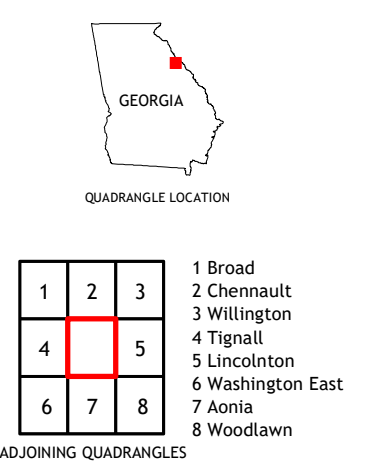 GEORGIA
QUADRANGLE LOCATION
1 2 3
4 5
6 7 8
1 Broad
2 Chennault
3 Willington
4 Tignall
5 Lincolnton
6 Washington East
7 Aonia
8 Woodlawn
ADJOINING QUADRANGLES